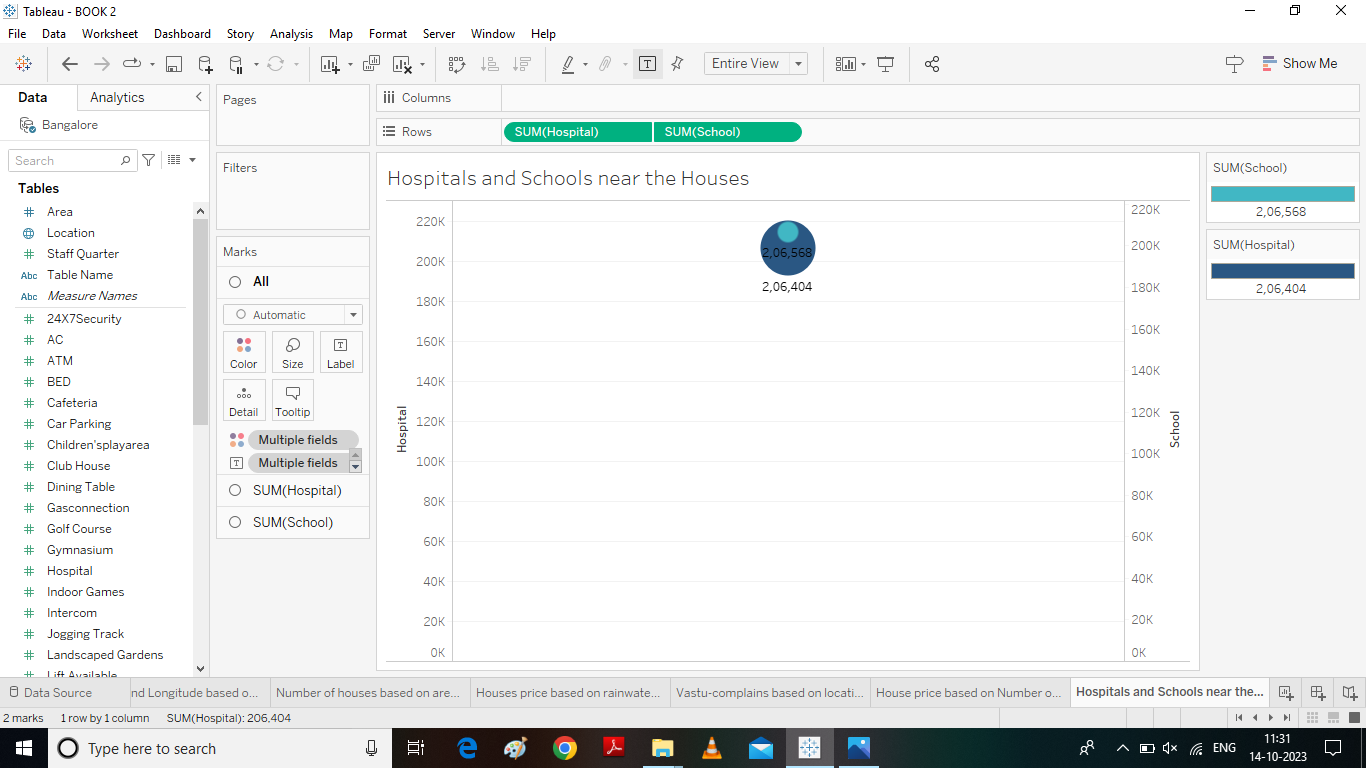 Tableau - BOOK 2
File Data Worksheet Dashboard Story Analysis Map Format Server Window Help
Entire View
Show Me
Data Analytics
Bangalore
Search
Tables
Area
Location
Staff Quarter
Abc Table Name
Abc Measure Names
24X7Security
AC
ATM
BED
Cafeteria
Car Parking
Children'splayarea
Club House
Dining Table
Gasconnection
Golf Course
Gymnasium
Hospital
Indoor Games
Intercom
Jogging Track
Landscaped Gardens
Lift Available
Pages
Filters
Marks
All
Automatic
Color Size Label
Detail Tooltip
Multiple fields
Multiple fields
SUM(Hospital)
SUM(School)
Columns
Rows SUM(Hospital) SUM(School)
Hospitals and Schools near the Houses
220K
200K
180K
160K
140K
120K
100K
80K
60K
40K
20K
0K
Hospital
2,06,568
2,06,404
220K
200K
180K
160K
140K
120K
100K
80K
60K
40K
20K
0K
School
SUM(School)
2,06,568
SUM(Hospital)
2,06,404
Data Source nd Longitude based o... Number of houses based on are... Houses price based on rainwate... Vastu-complains based on locati... House price based on Number o... Hospitals and Schools near the...
2 marks 1 row by 1 column SUM(Hospital): 206,404
Type here to search
ENG
11:31
14-10-2023